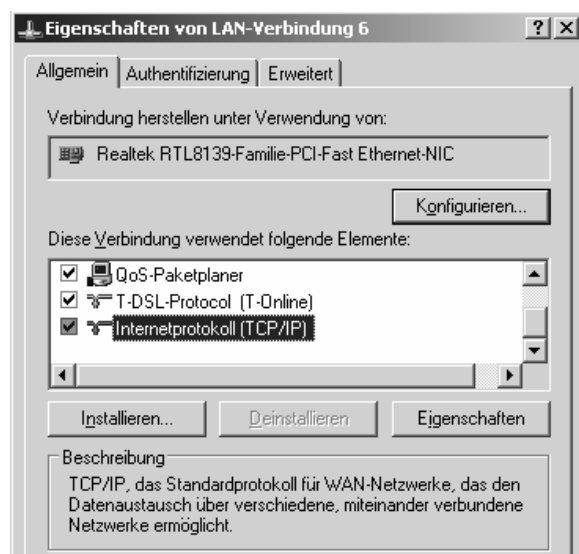 Eigenschaften von LAN-Verbindung 6
Allgemein Authentifizierung Erweitert
Verbindung herstellen unter Verwendung von:
Realtek RTL8139-Familie-PCI-Fast Ethernet-NIC
Konfigurieren...
Diese Verbindung verwendet folgende Elemente:
QoS-Paketplaner
T-DSL-Protocol (T-Online)
Internetprotokoll (TCP/IP)
Installieren... Deinstallieren Eigenschaften
Beschreibung
TCP/IP, das Standardprotokoll für WAN-Netzwerke, das den
Datenaustausch über verschiedene, miteinander verbundene
Netzwerke ermöglicht.